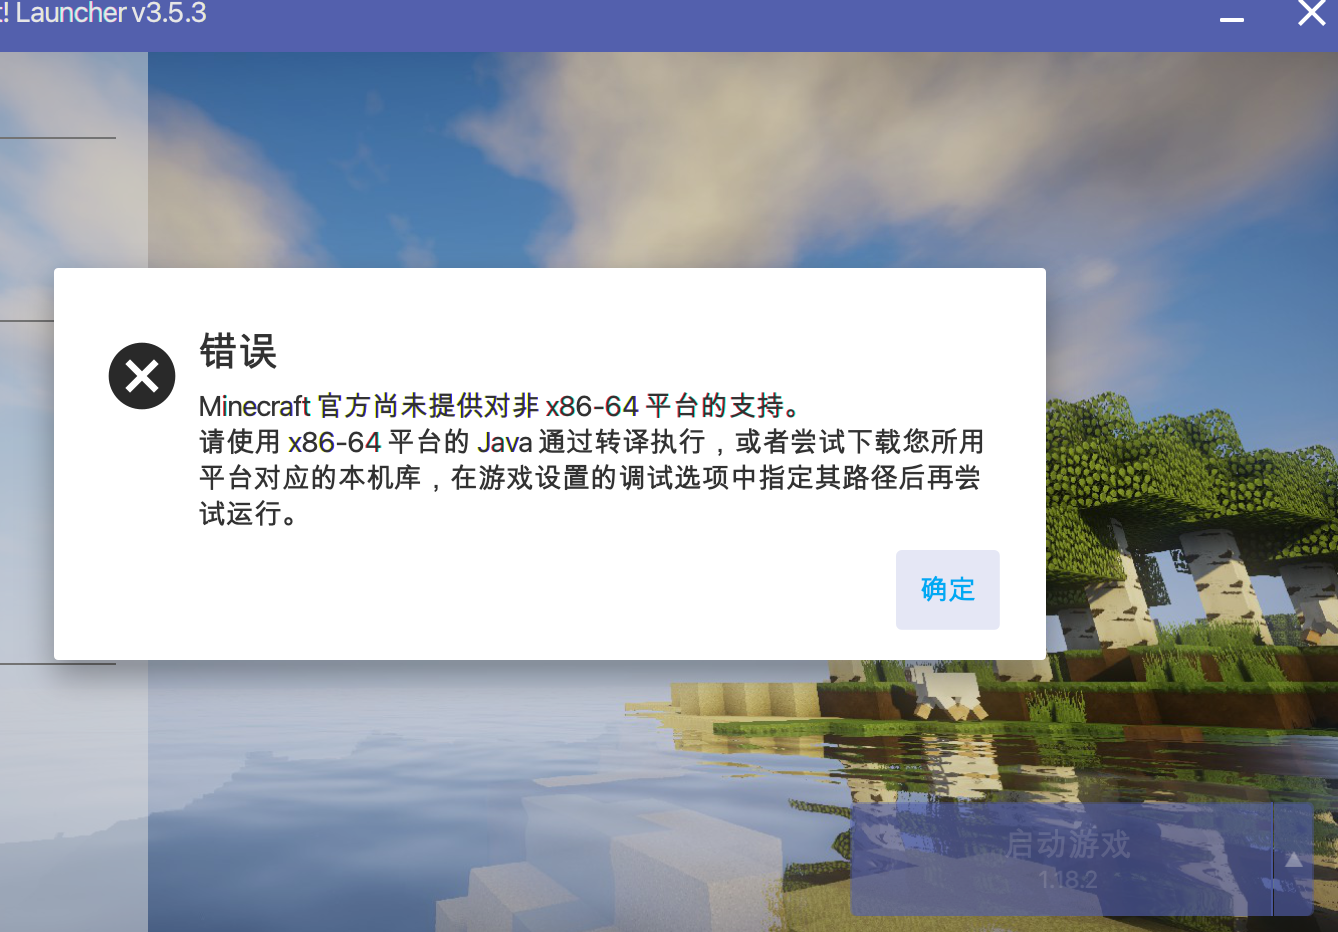 t! Launcher v3.5.3
错误
Minecraft 官方尚未提供对非 x86-64 平台的支持。
请使用 x86-64 平台的 Java 通过转译执行，或者尝试下载您所用
平台对应的本机库，在游戏设置的调试选项中指定其路径后再尝
试运行。
确定
启动游戏
1.18.2